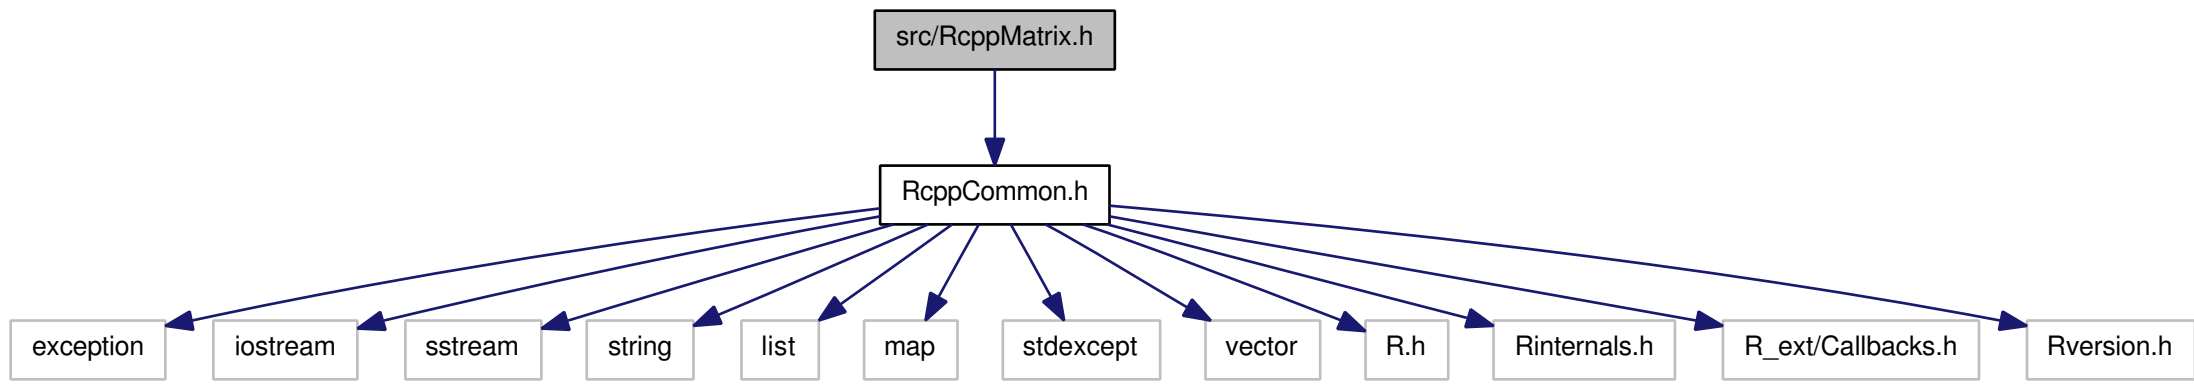 src/RcppMatrix.h
RcppCommon.h
exception
iostream
sstream
string
list
map
stdexcept
vector
R.h
Rinternals.h
R_ext/Callbacks.h
Rversion.h